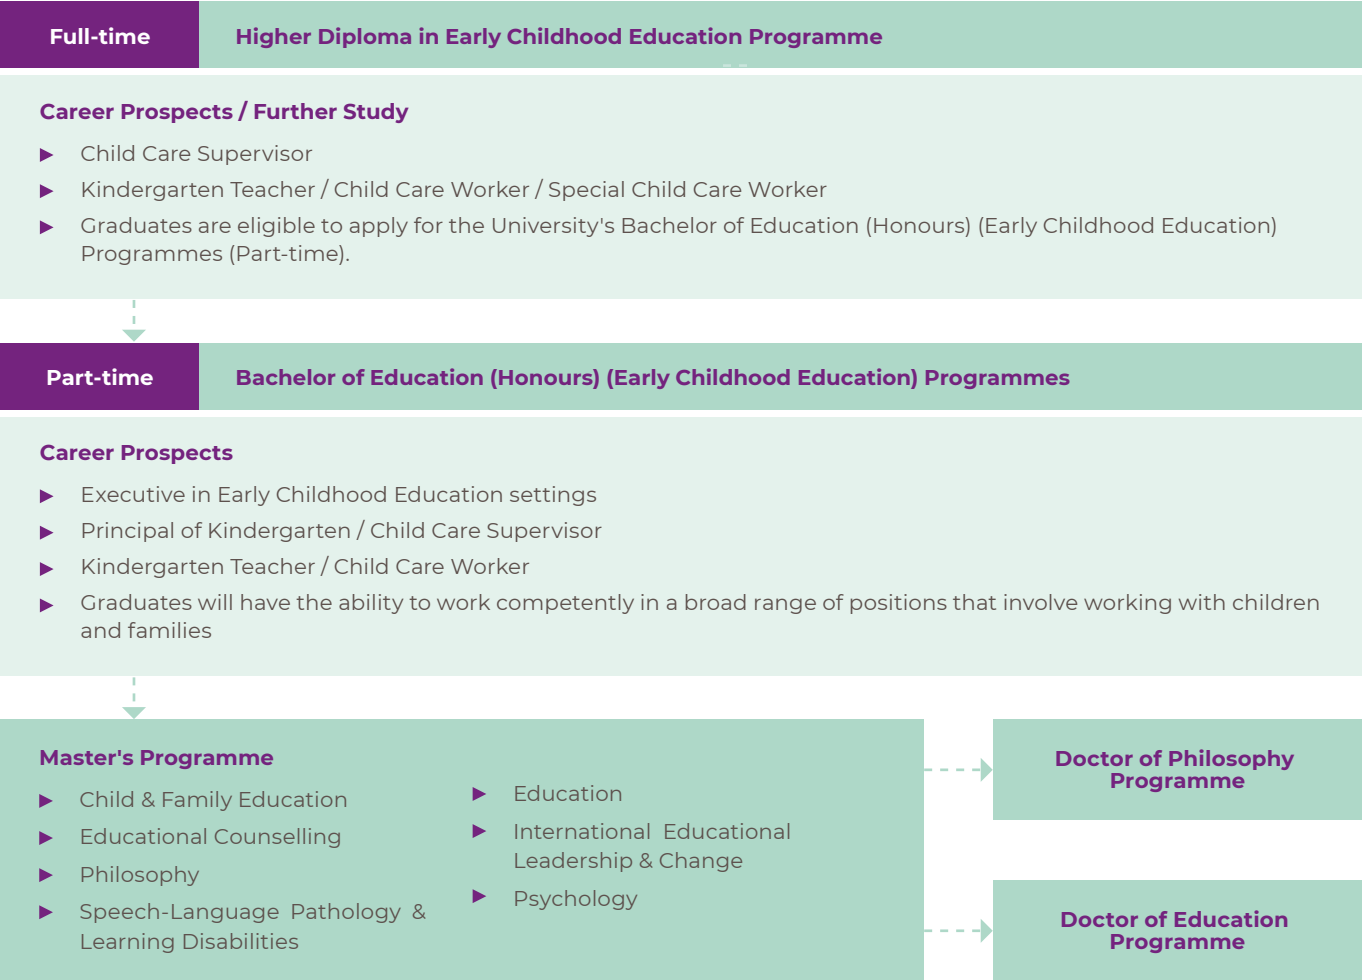 Full-time
Higher Diploma in Early Childhood Education Programme
Career Prospects / Further Study
Child Care Supervisor
Kindergarten Teacher / Child Care Worker / Special Child Care Worker
Graduates are eligible to apply for the University's Bachelor of Education (Honours) (Early Childhood Education)
Programmes (Part-time).
Part-time
Bachelor of Education (Honours) (Early Childhood Education) Programmes
Career Prospects
Executive in Early Childhood Education settings
Principal of Kindergarten / Child Care Supervisor
Kindergarten Teacher / Child Care Worker
Graduates will have the ability to work competently in a broad range of positions that involve working with children
and families
Master's Programme
Child & Family Education
Educational Counselling
Philosophy
Speech-Language Pathology &
Learning Disabilities
Education
International Educational
Leadership & Change
Psychology
Doctor of Philosophy
Programme
Doctor of Education
Programme